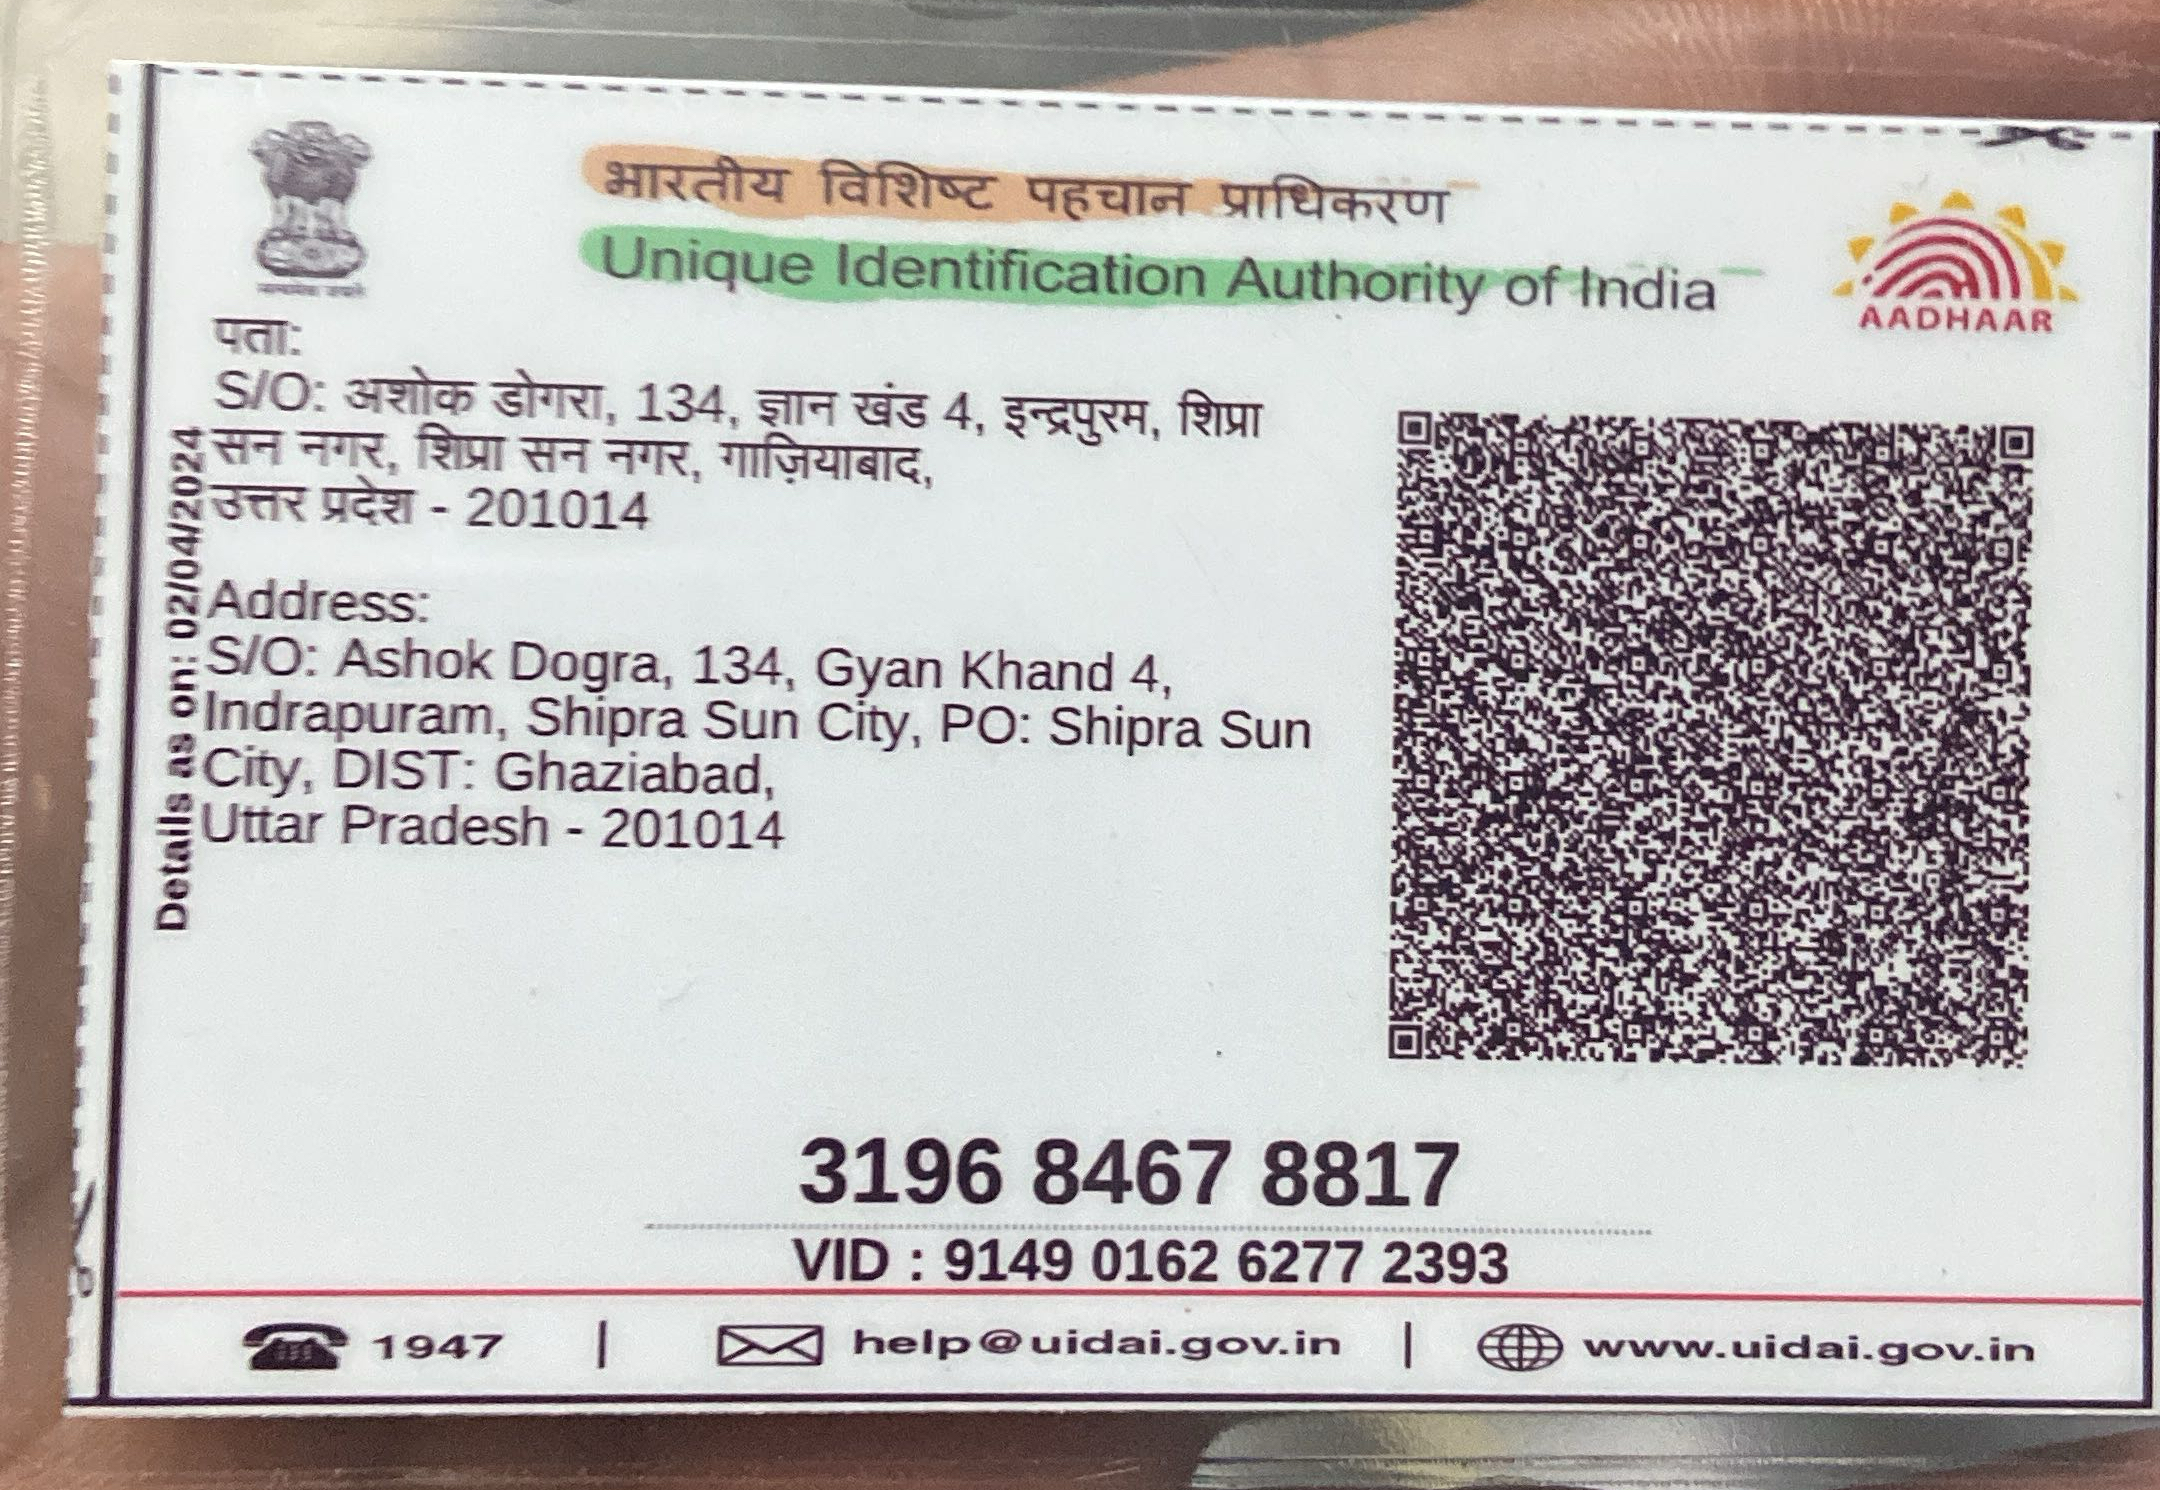 भारतीय विशिष्ट पहचान प्राधिकरण
Unique Identification Authority of India
AADHAAR
पता:
S/O: अशोक डोगरा, 134, ज्ञान खंड 4, इन्द्रपुरम, शिप्रा
सन नगर, शिप्रा सन नगर, गाज़ियाबाद,
उत्तर प्रदेश - 201014
Address:
S/O: Ashok Dogra, 134, Gyan Khand 4,
Indrapuram, Shipra Sun City, PO: Shipra Sun
City, DIST: Ghaziabad,
Uttar Pradesh - 201014
Details as on: 02/04/2024
3196 8467 8817
VID : 9149 0162 6277 2393
1947 | help@uidai.gov.in | www.uidai.gov.in